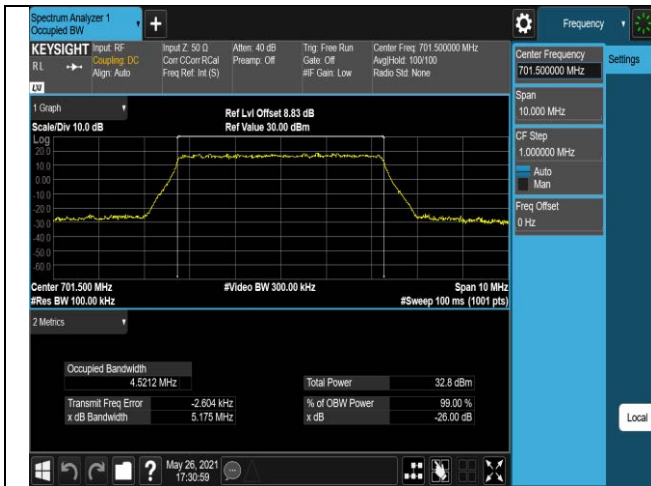 Spectrum Analyzer 1
Occupied BW
+
Frequency
KEYSIGHT
Input: RF
Input Z: 50 Ω
Atten: 40 dB
Trig: Free Run
Center Freq: 701.500000 MHz
RL
Coupling: DC
Corr CCorr RCal
Preamp: Off
Gate: Off
Avg|Hold: 100/100
Align: Auto
Freq Ref: Int (S)
#IF Gain: Low
Radio Std: None
LXI
1 Graph
Ref Lvl Offset 8.83 dB
Scale/Div 10.0 dB
Ref Value 30.00 dBm
Log
20.0
10.0
0.00
-10.0
-20.0
-30.0
-40.0
-50.0
-60.0
Center 701.500 MHz
#Video BW 300.00 kHz
Span 10 MHz
#Res BW 100.00 kHz
#Sweep 100 ms (1001 pts)
2 Metrics
Occupied Bandwidth
4.5212 MHz
Total Power
32.8 dBm
Transmit Freq Error
-2.604 kHz
% of OBW Power
99.00 %
x dB Bandwidth
5.175 MHz
x dB
-26.00 dB
?
May 26, 2021
17:30:59
Center Frequency
701.500000 MHz
Settings
Span
10.000 MHz
CF Step
1.000000 MHz
Auto
Man
Freq Offset
0 Hz
Local